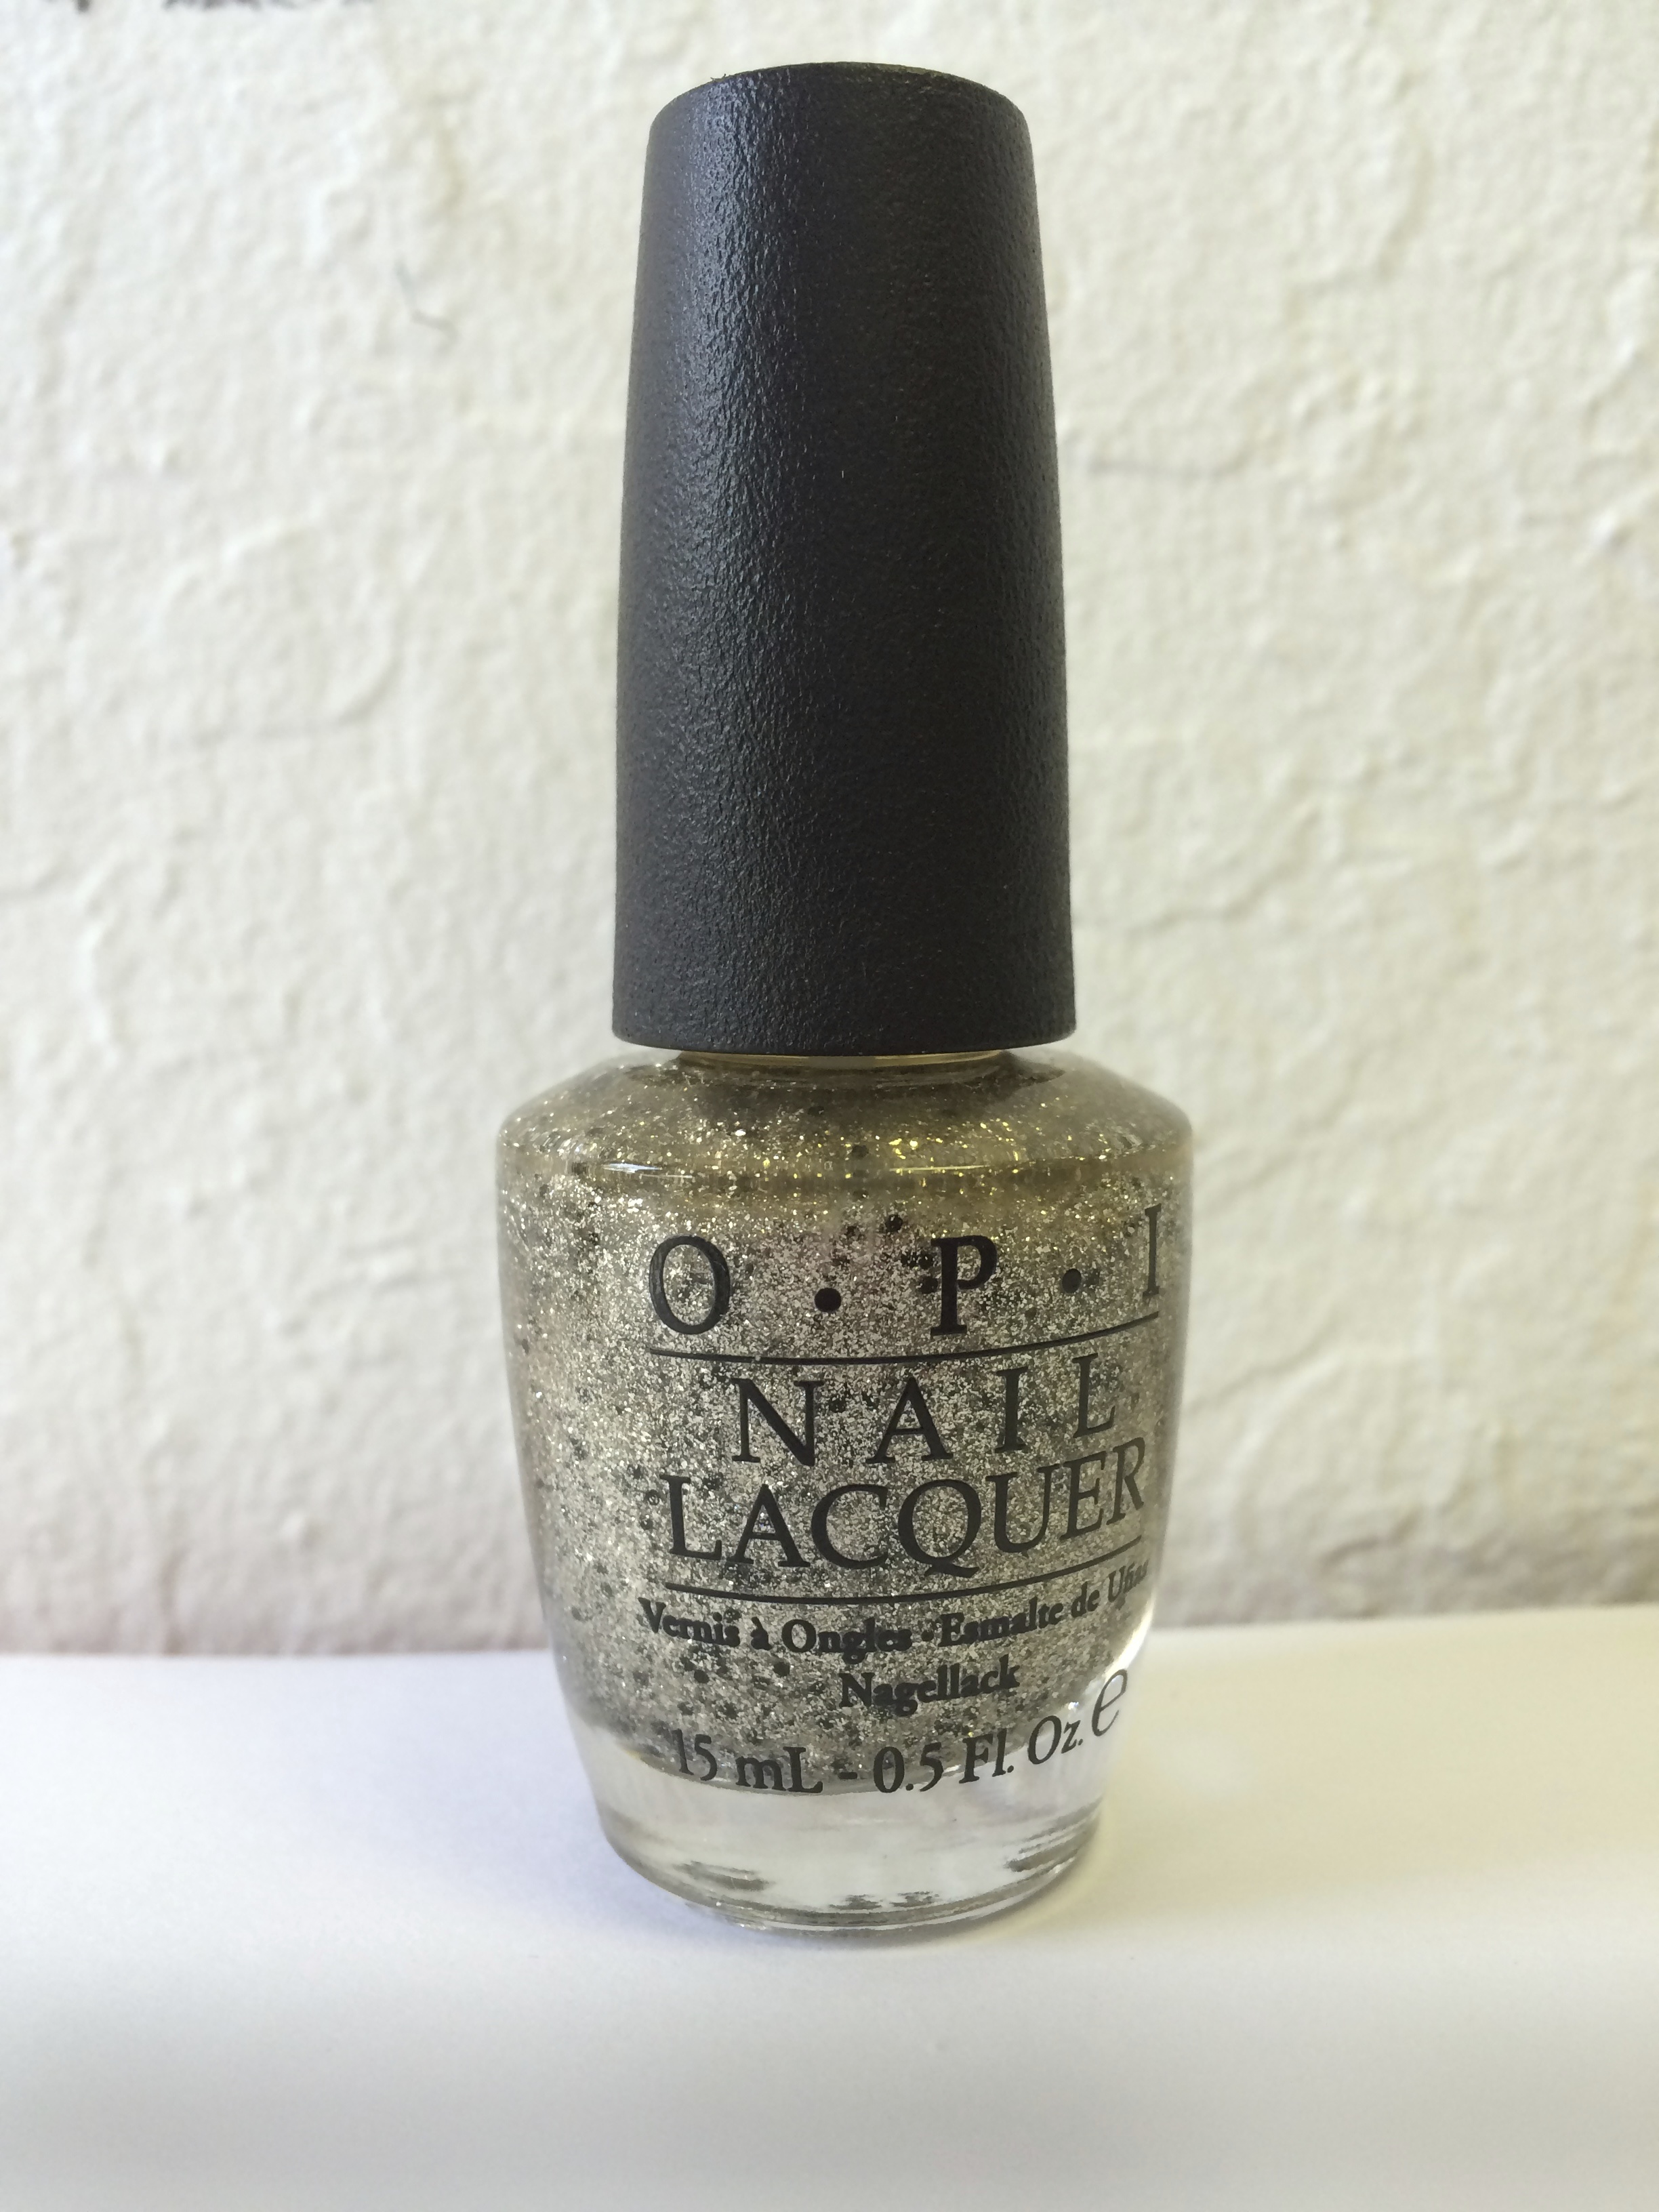 O • P • I
NAIL
LACQUER
Vernis à Ongles • Esmalte de Uñas
Nagellack
15 mL - 0.5 Fl. Oz. e